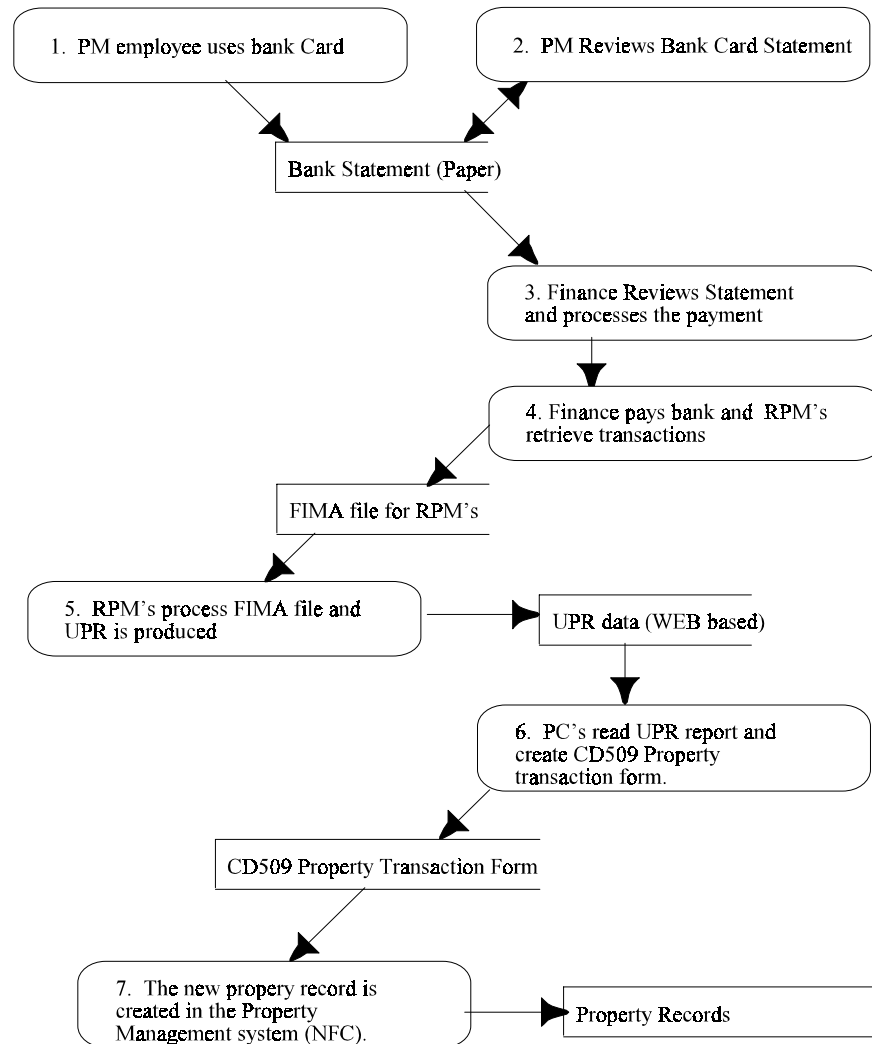 1. PM employee uses bank Card
2. PM Reviews Bank Card Statement
Bank Statement (Paper)
3. Finance Reviews Statement
and processes the payment
4. Finance pays bank and RPM's
retrieve transactions
FIMA file for RPM's
5. RPM's process FIMA file and
UPR is produced
UPR data (WEB based)
6. PC's read UPR report and
create CD509 Property
transaction form.
CD509 Property Transaction Form
7. The new propery record is
created in the Property
Management system (NFC).
Property Records